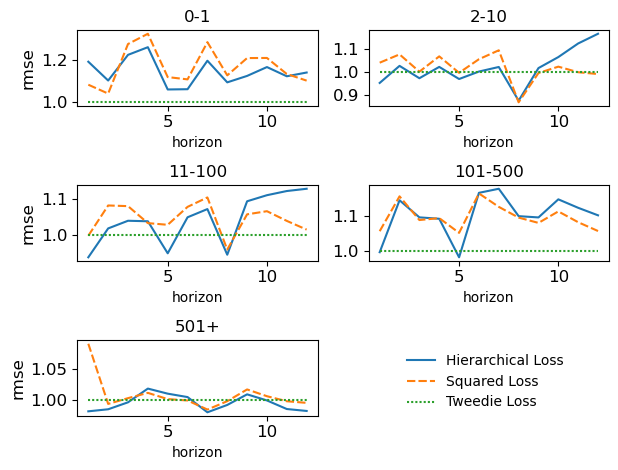 0-1
rmse
1.2
1.0
5
10
horizon
2-10
1.1
1.0
0.9
5
10
horizon
11-100
rmse
1.1
1.0
5
10
horizon
101-500
1.1
1.0
5
10
horizon
501+
rmse
1.05
1.00
5
10
horizon
Hierarchical Loss
Squared Loss
Tweedie Loss